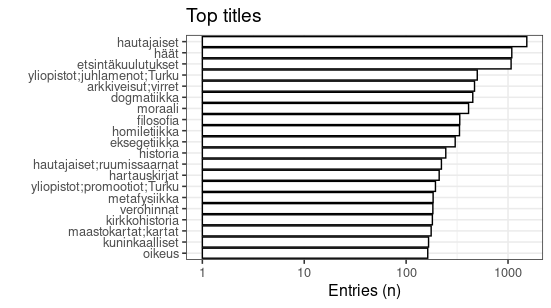 Top titles
hautajaiset
häät
etsintäkuulutukset
yliopistot;juhlamenot;Turku
arkkiveisut;virret
dogmatiikka
moraali
filosofia
homiletiikka
eksegetiikka
historia
hautajaiset;ruumissaarnat
hartauskirjat
yliopistot;promootiot;Turku
metafysiikka
verohinnat
kirkkohistoria
maastokartat;kartat
kuninkaalliset
oikeus
1 10 100 1000
Entries (n)